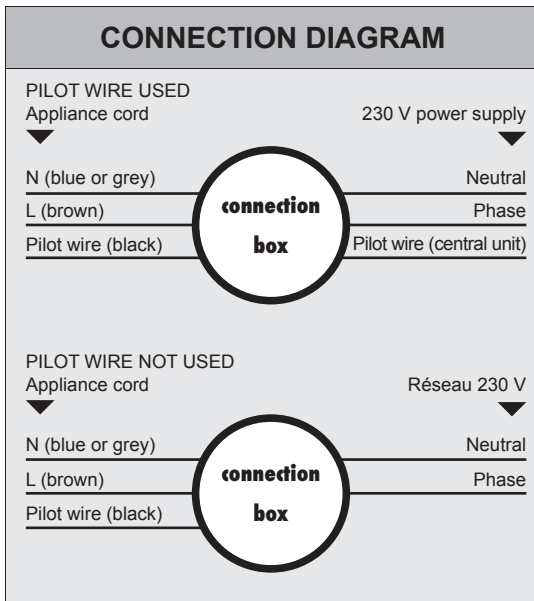 CONNECTION DIAGRAM
PILOT WIRE USED
Appliance cord
230 V power supply
N (blue or grey)
connection
Neutral
L (brown)
Phase
Pilot wire (black)
box
Pilot wire (central unit)
PILOT WIRE NOT USED
Appliance cord
Réseau 230 V
N (blue or grey)
connection
Neutral
L (brown)
Phase
Pilot wire (black)
box